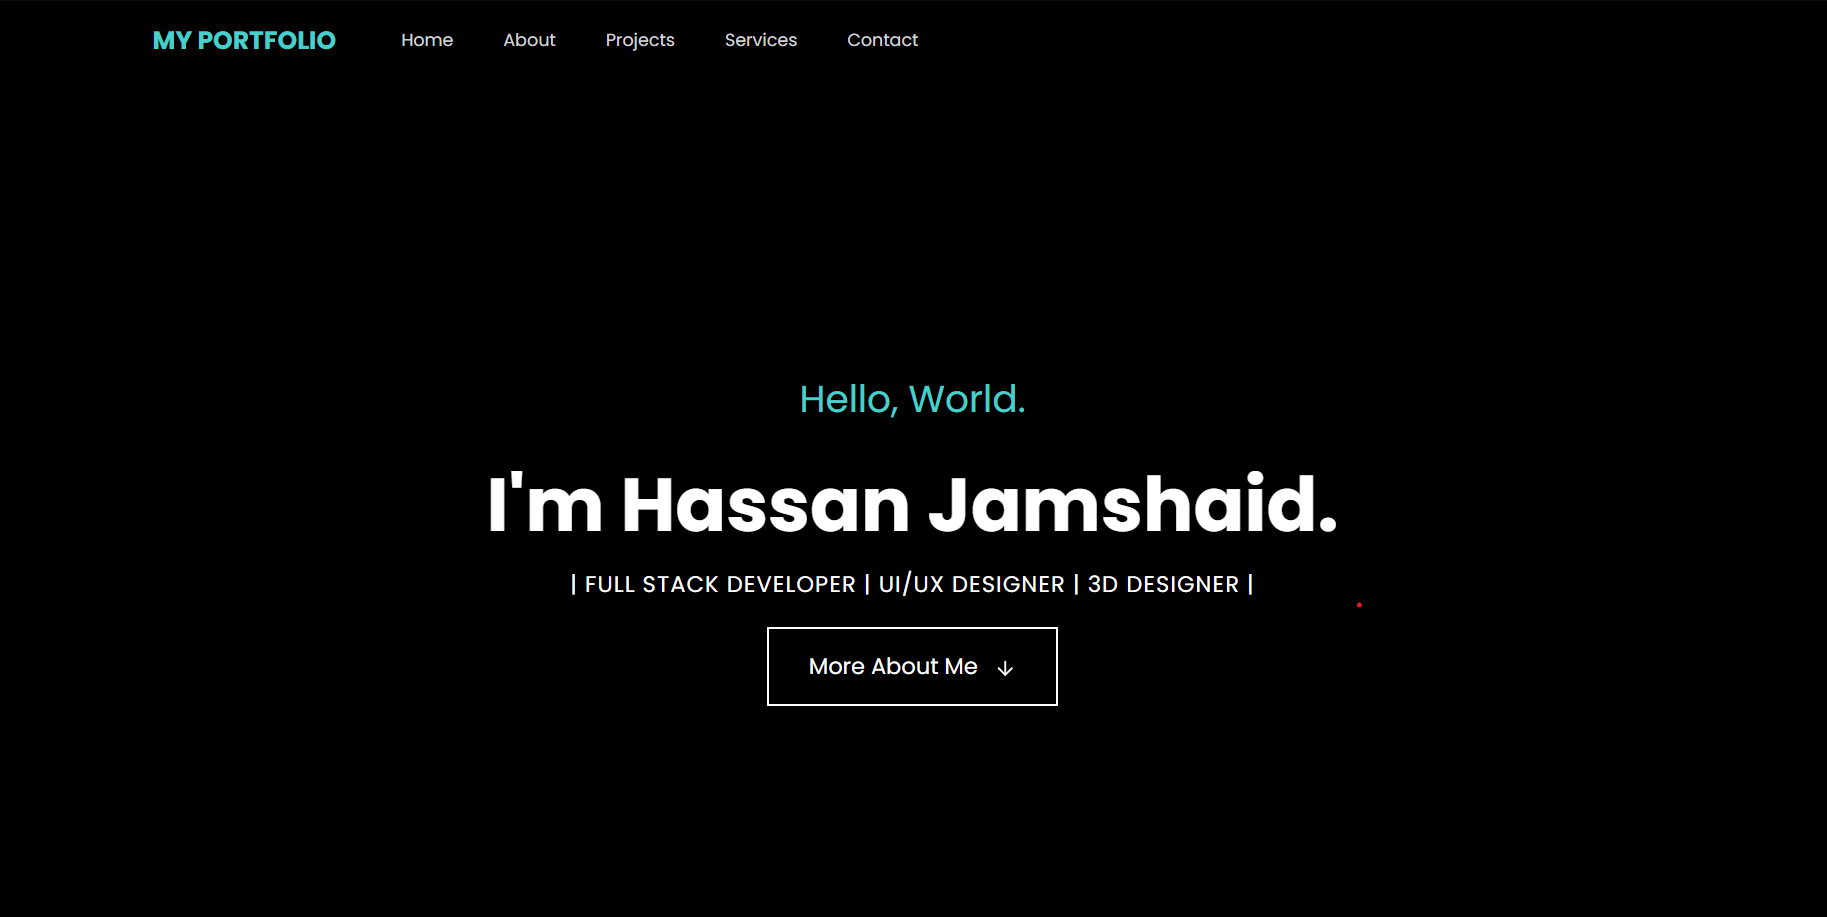 MY PORTFOLIO Home About Projects Services Contact
Hello, World.
I'm Hassan Jamshaid.
| FULL STACK DEVELOPER | UI/UX DESIGNER | 3D DESIGNER |
More About Me ↓